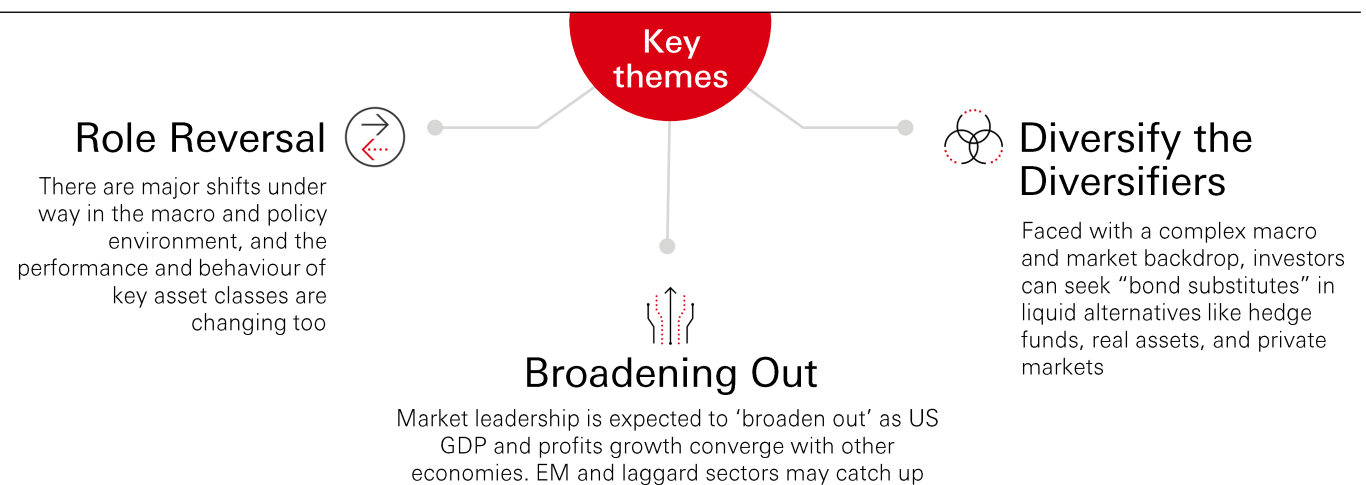 Key
themes
Role Reversal
There are major shifts under
way in the macro and policy
environment, and the
performance and behaviour of
key asset classes are
changing too
Broadening Out
Market leadership is expected to ‘broaden out’ as US
GDP and profits growth converge with other
economies. EM and laggard sectors may catch up
Diversify the
Diversifiers
Faced with a complex macro
and market backdrop, investors
can seek “bond substitutes” in
liquid alternatives like hedge
funds, real assets, and private
markets